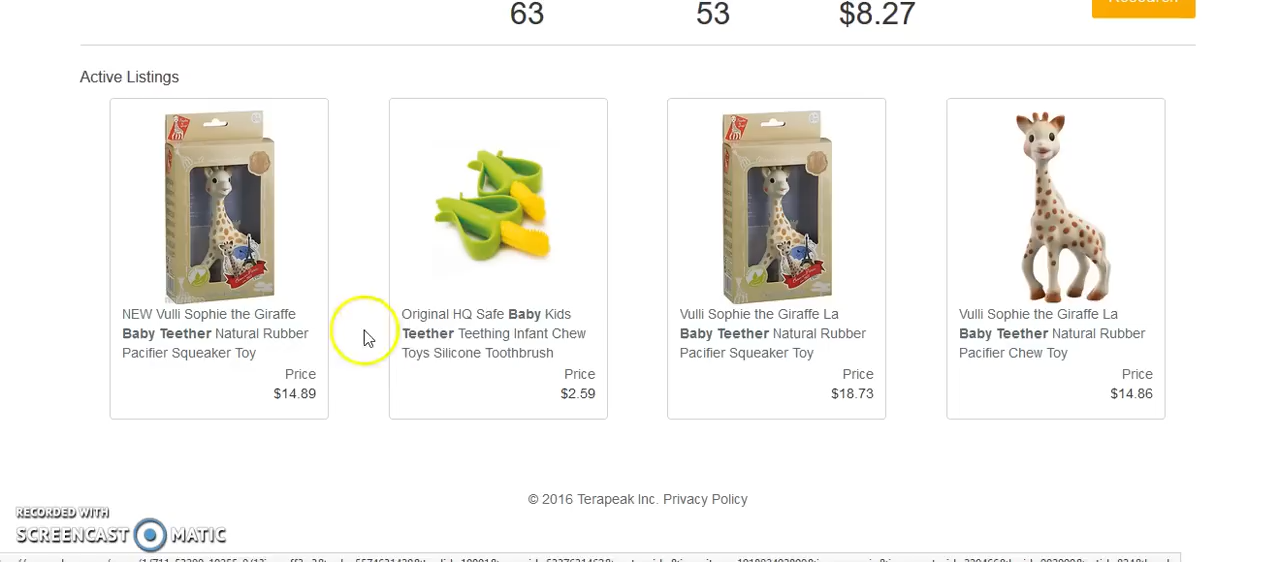 63 53 $8.27
Active Listings
NEW Vulli Sophie the Giraffe
Baby Teether Natural Rubber
Pacifier Squeaker Toy
Price
$14.89
Original HQ Safe Baby Kids
Teether Teething Infant Chew
Toys Silicone Toothbrush
Price
$2.59
Vulli Sophie the Giraffe La
Baby Teether Natural Rubber
Pacifier Squeaker Toy
Price
$18.73
Vulli Sophie the Giraffe La
Baby Teether Natural Rubber
Pacifier Chew Toy
Price
$14.86
© 2016 Terapeak Inc. Privacy Policy
RECORDED WITH
SCREENCAST MATIC